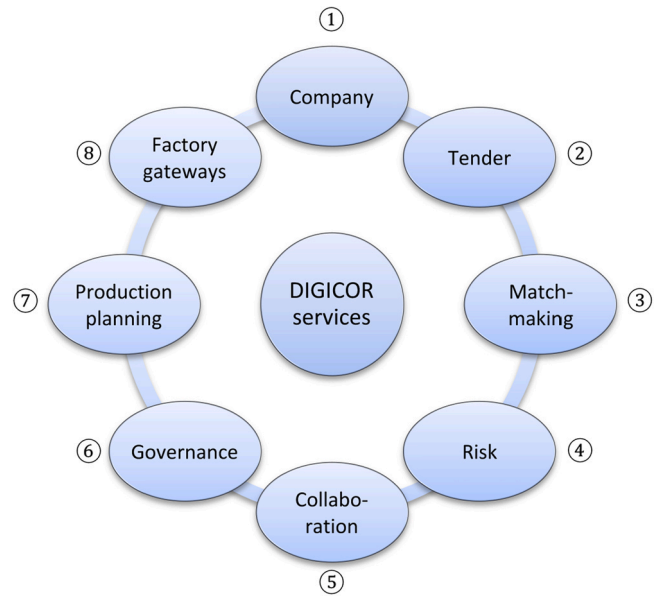 ①
Company
②
Tender
③
Match-
making
④
Risk
⑤
Collabo-
ration
⑥
Governance
⑦
Production
planning
⑧
Factory
gateways
DIGICOR
services